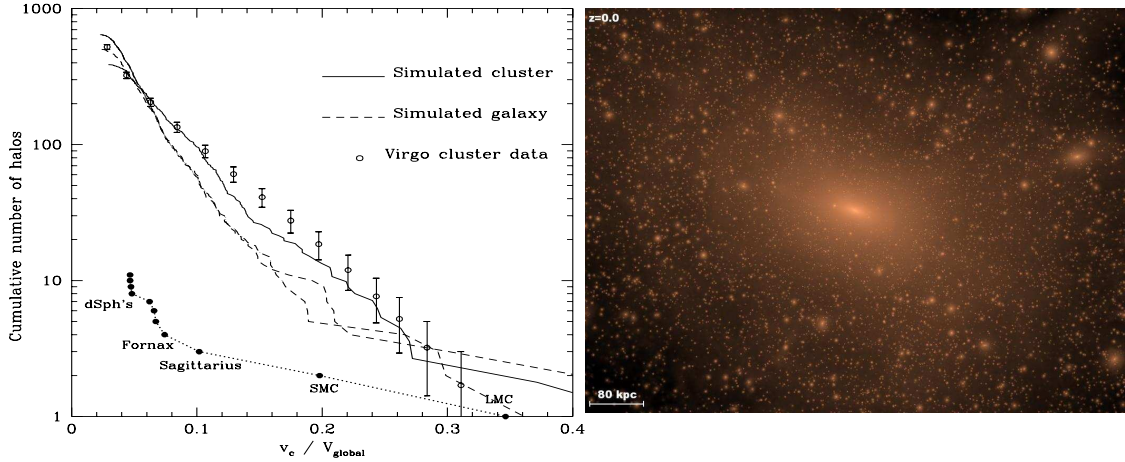 1000
100
10
1
Cumulative number of halos
Simulated cluster
Simulated galaxy
Virgo cluster data
dSph's
Fornax
Sagittarius
SMC
LMC
0
0.1
0.2
0.3
0.4
v_c / V_global
z=0.0
80 kpc